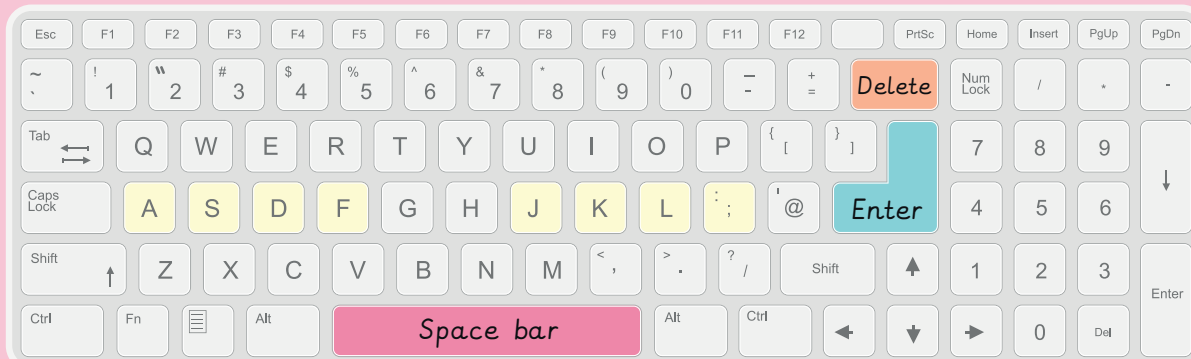 Esc F1 F2 F3 F4 F5 F6 F7 F8 F9 F10 F11 F12 PrtSc Home Insert PgUp PgDn
~ ` ! 1 " 2 # 3 $ 4 % 5 ^ 6 & 7 * 8 ( 9 ) 0 — - + = Delete Num Lock / * -
Tab Q W E R T Y U I O P { [ } ] 7 8 9
Caps Lock A S D F G H J K L : ; ' @ Enter 4 5 6
Shift Z X C V B N M < , > . ? / Shift 1 2 3 Enter
Ctrl Fn Alt Space bar Alt Ctrl 0 Del